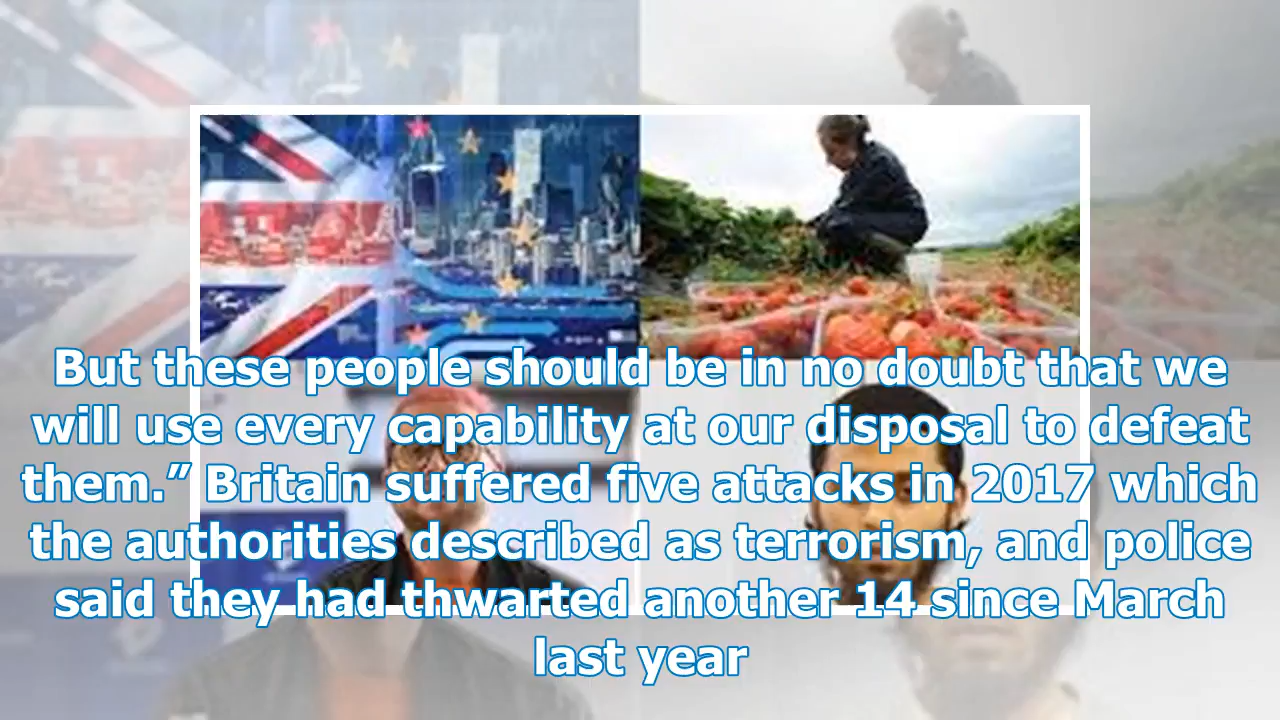 But these people should be in no doubt that we
will use every capability at our disposal to defeat
them.” Britain suffered five attacks in 2017 which
the authorities described as terrorism, and police
said they had thwarted another 14 since March
last year